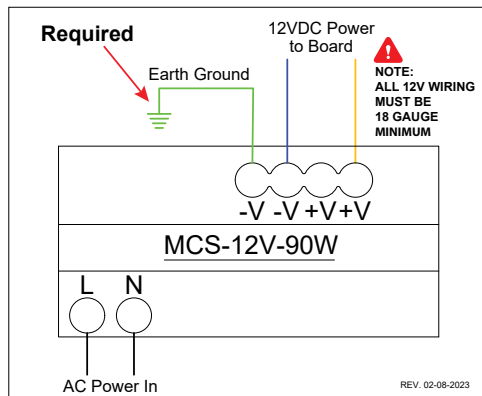 Required
12VDC Power
to Board
Earth Ground
NOTE:
ALL 12V WIRING
MUST BE
18 GAUGE
MINIMUM
-V -V +V +V
MCS-12V-90W
L N
AC Power In
REV. 02-08-2023